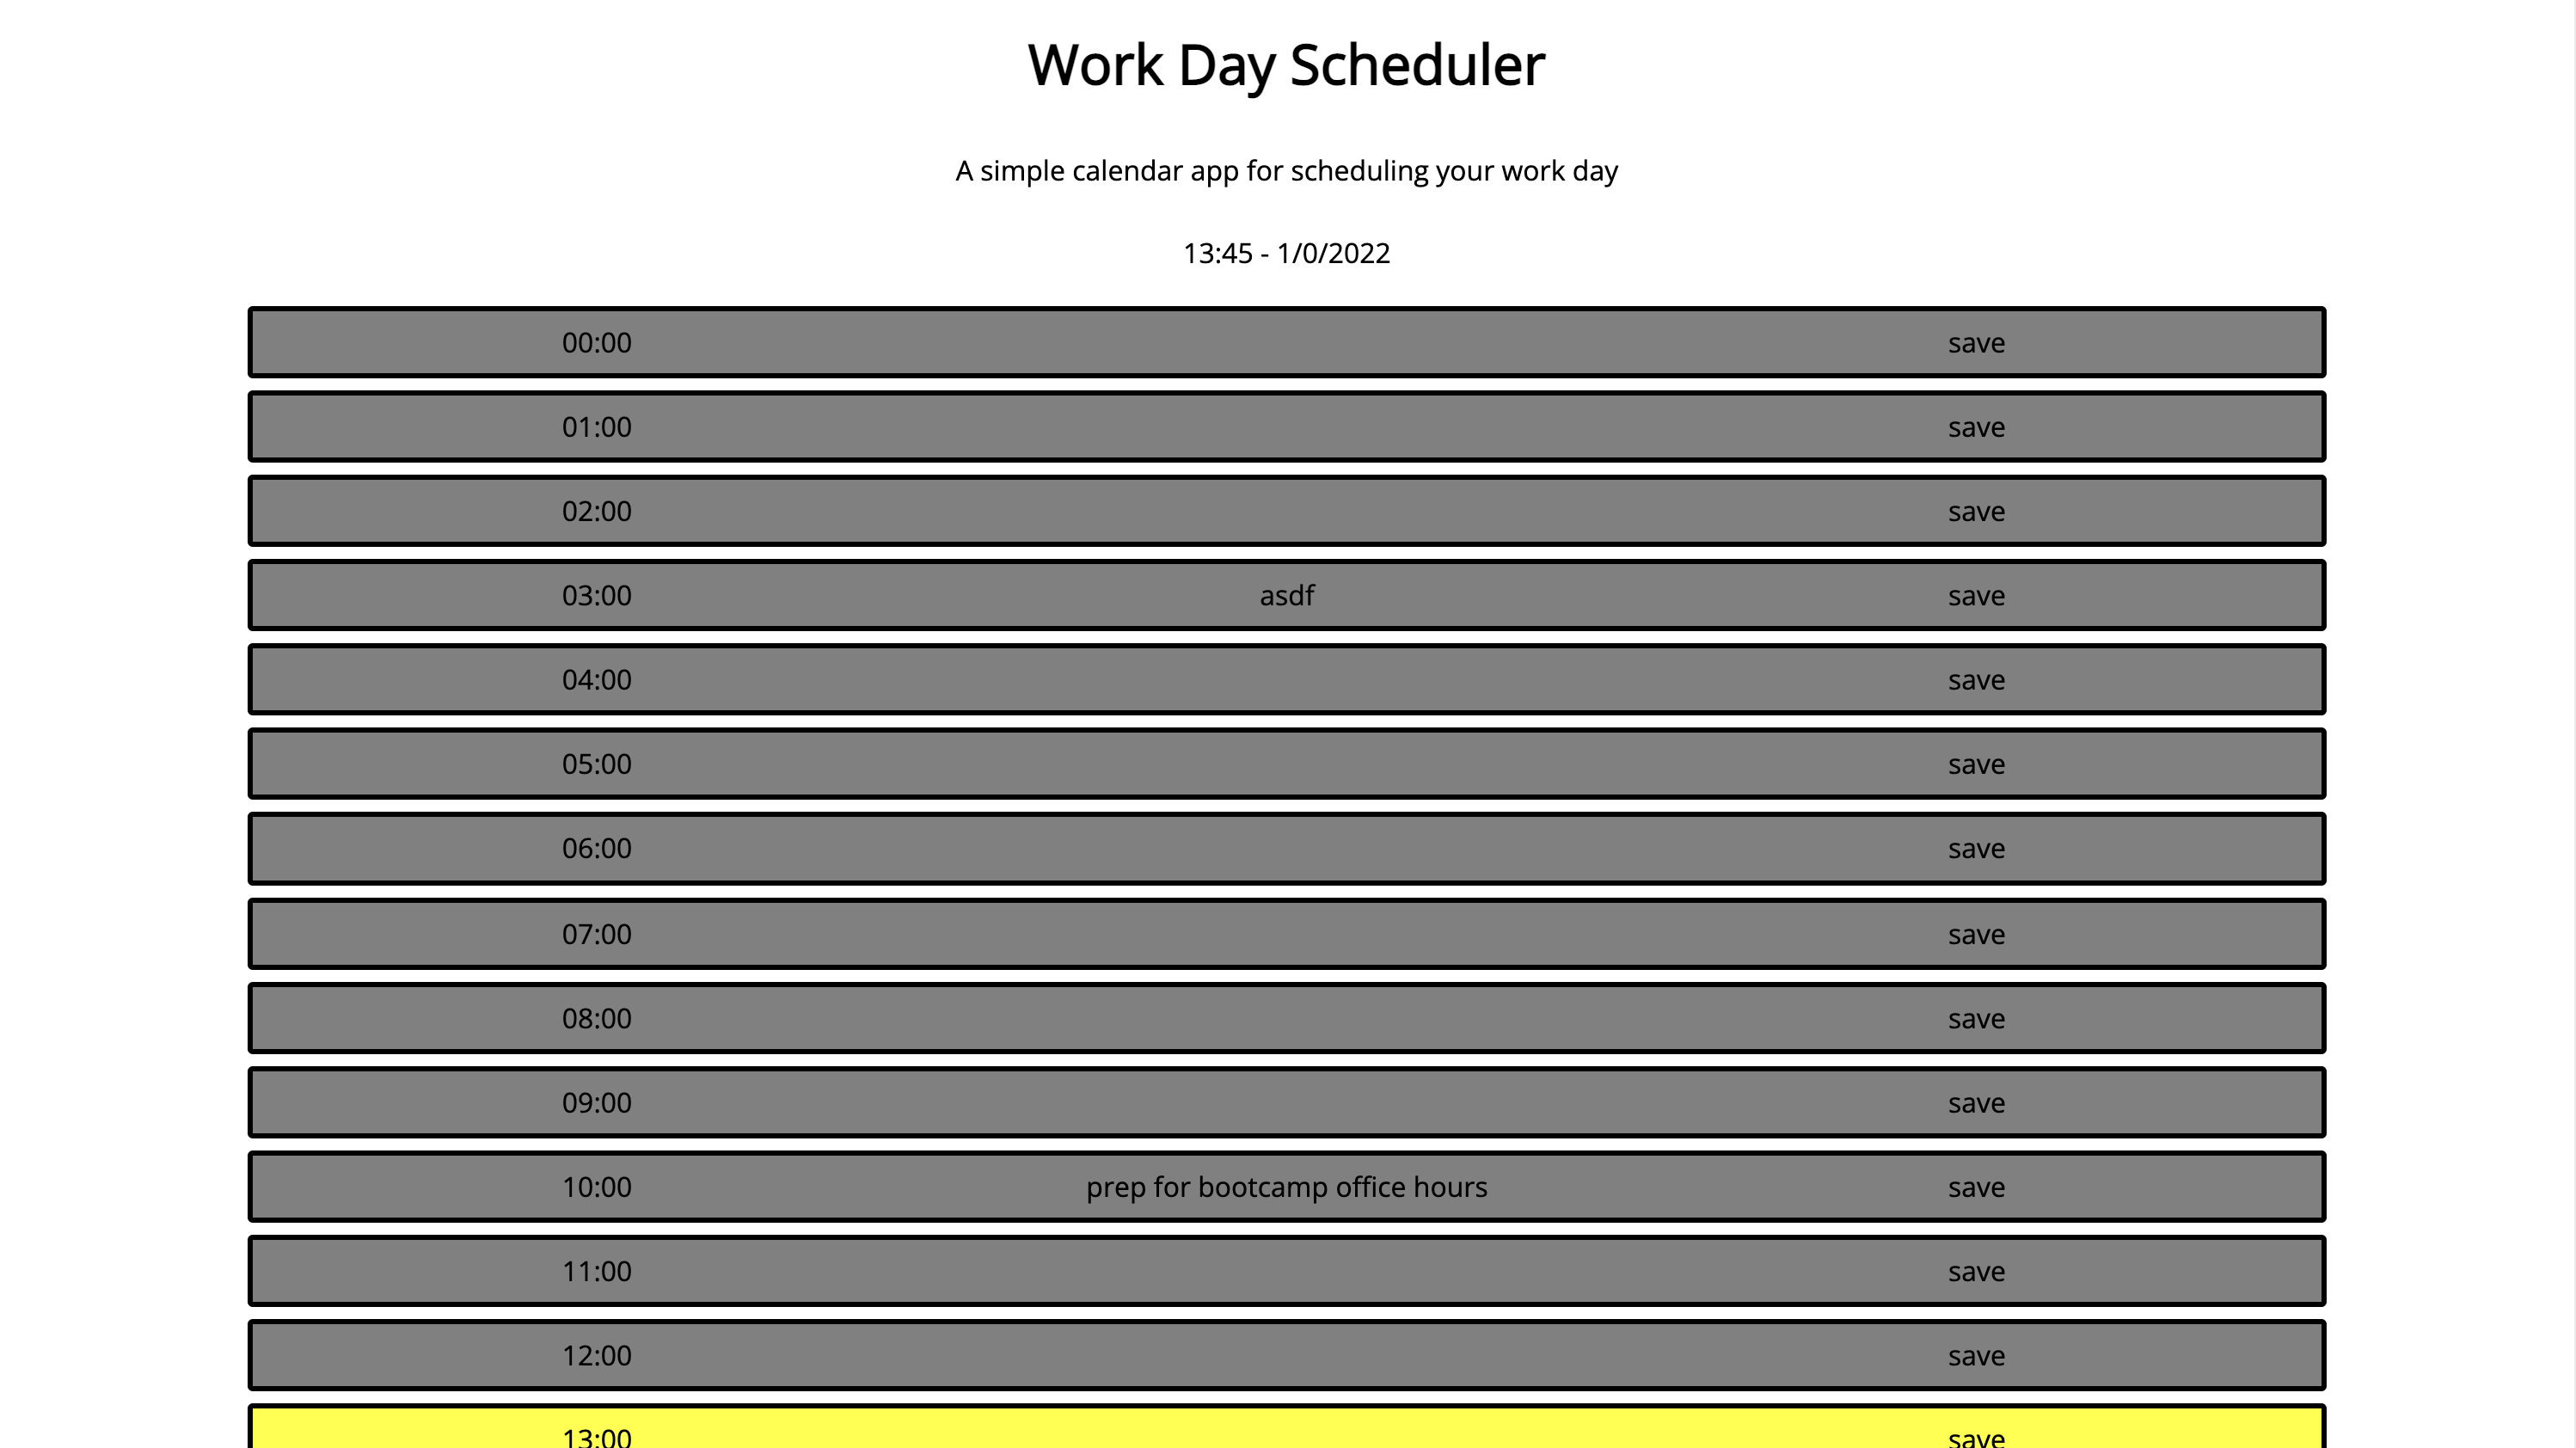 Work Day Scheduler
A simple calendar app for scheduling your work day
13:45 - 1/0/2022
00:00 save
01:00 save
02:00 save
03:00 asdf save
04:00 save
05:00 save
06:00 save
07:00 save
08:00 save
09:00 save
10:00 prep for bootcamp office hours save
11:00 save
12:00 save
13:00 save